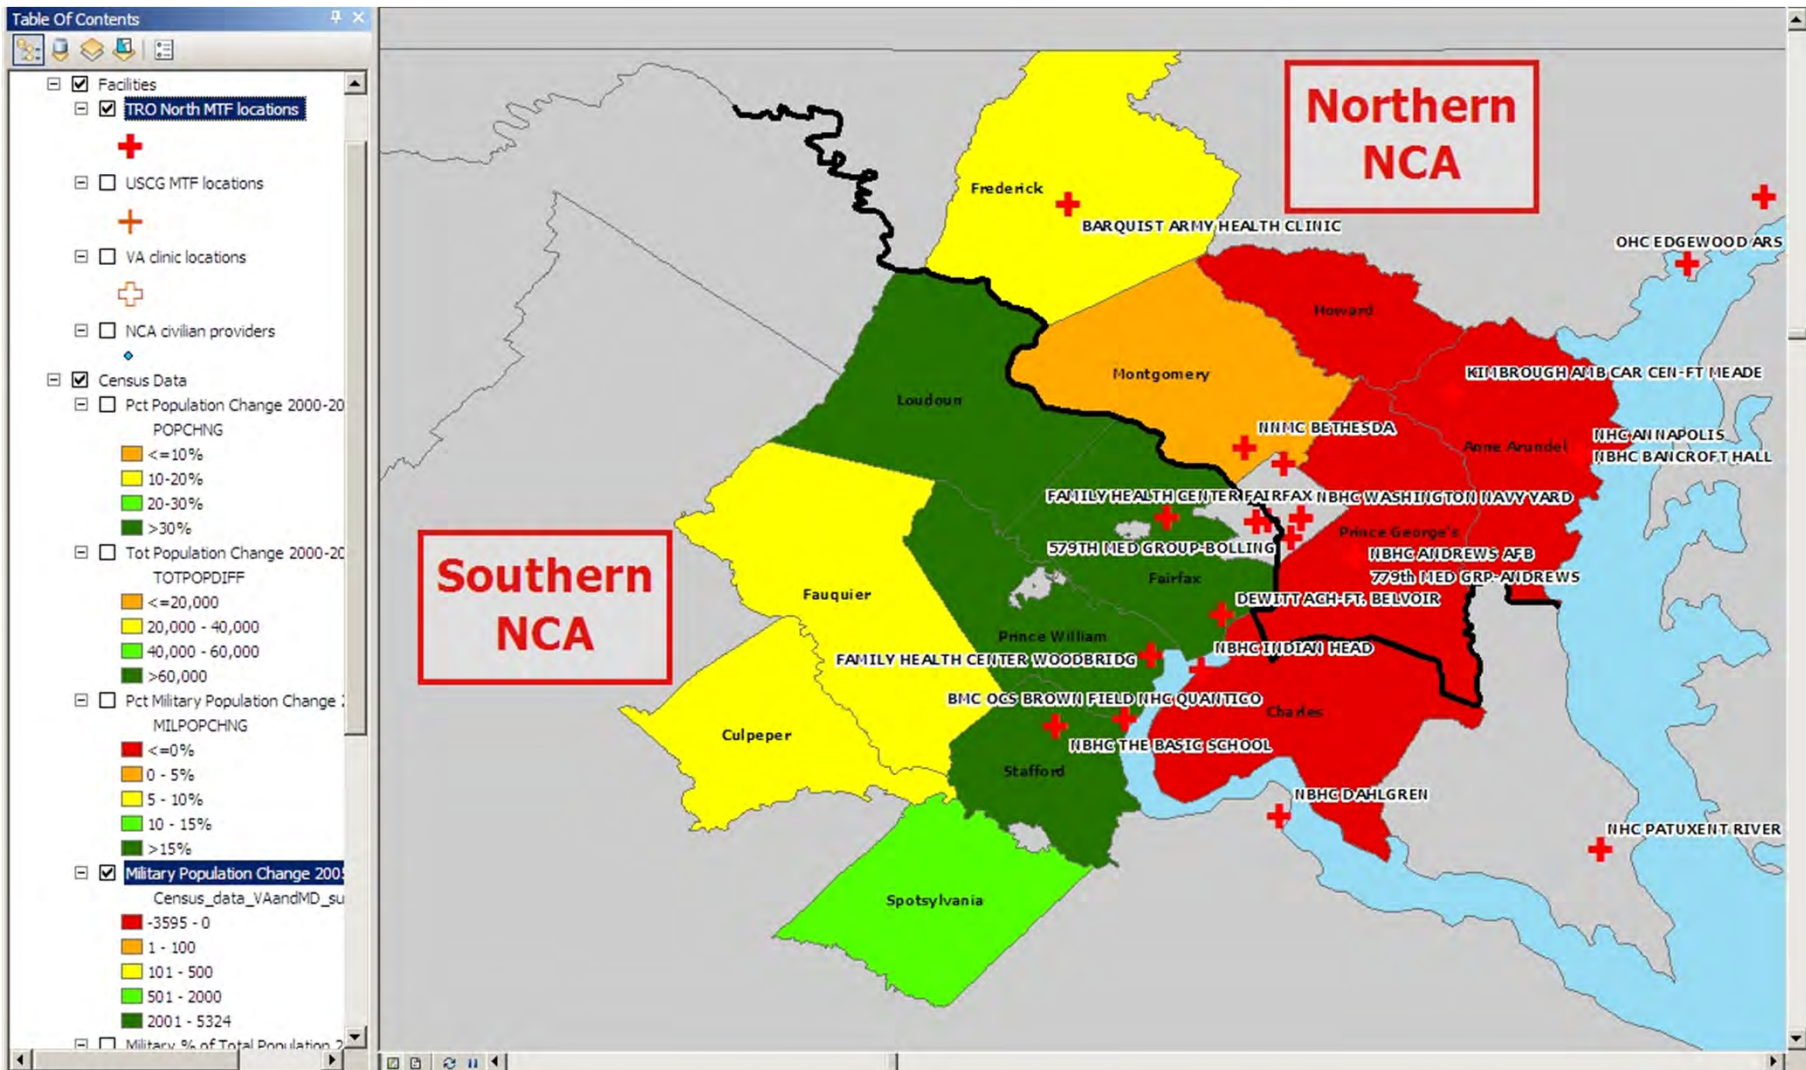 Table Of Contents
Facilities
TRO North MTF locations
USCG MTF locations
VA clinic locations
NCA civilian providers
Census Data
Pct Population Change 2000-20
POPCHNG
<=10%
10-20%
20-30%
>30%
Tot Population Change 2000-20
TOTPOPDIFF
<=20,000
20,000 - 40,000
40,000 - 60,000
>60,000
Pct Military Population Change
MILPOPCHNG
<=0%
0 - 5%
5 - 10%
10 - 15%
>15%
Military Population Change 2005
Census_data_VAandMD_su
-3595 - 0
1 - 100
101 - 500
501 - 2000
2001 - 5324
Military % of Total Population 2
Northern
NCA
Frederick
BARQUIST ARMY HEALTH CLINIC
OHC EDGEWOOD ARS
Howard
Montgomery
KIMBROUGH AMB CAR CEN-FT MEADE
Loudoun
NNMC BETHESDA
NHC ANNAPOLIS
Anne Arundel
NBHC BANCROFT HALL
FAMILY HEALTH CENTER FAIRFAX
NBHC WASHINGTON NAVY YARD
Prince George's
579TH MED GROUP-BOLLING
NBHC ANDREWS AFB
Fairfax
779th MED GRP-ANDREWS
Southern
NCA
Fauquier
DEWITT ACH-FT. BELVOIR
Prince William
NBHC INDIAN HEAD
FAMILY HEALTH CENTER WOODBRIDG
BMC OCS BROWN FIELD
NHC QUANTICO
Charles
Culpeper
NBHC THE BASIC SCHOOL
Stafford
NBHC DAHLGREN
NHC PATUXENT RIVER
Spotsylvania